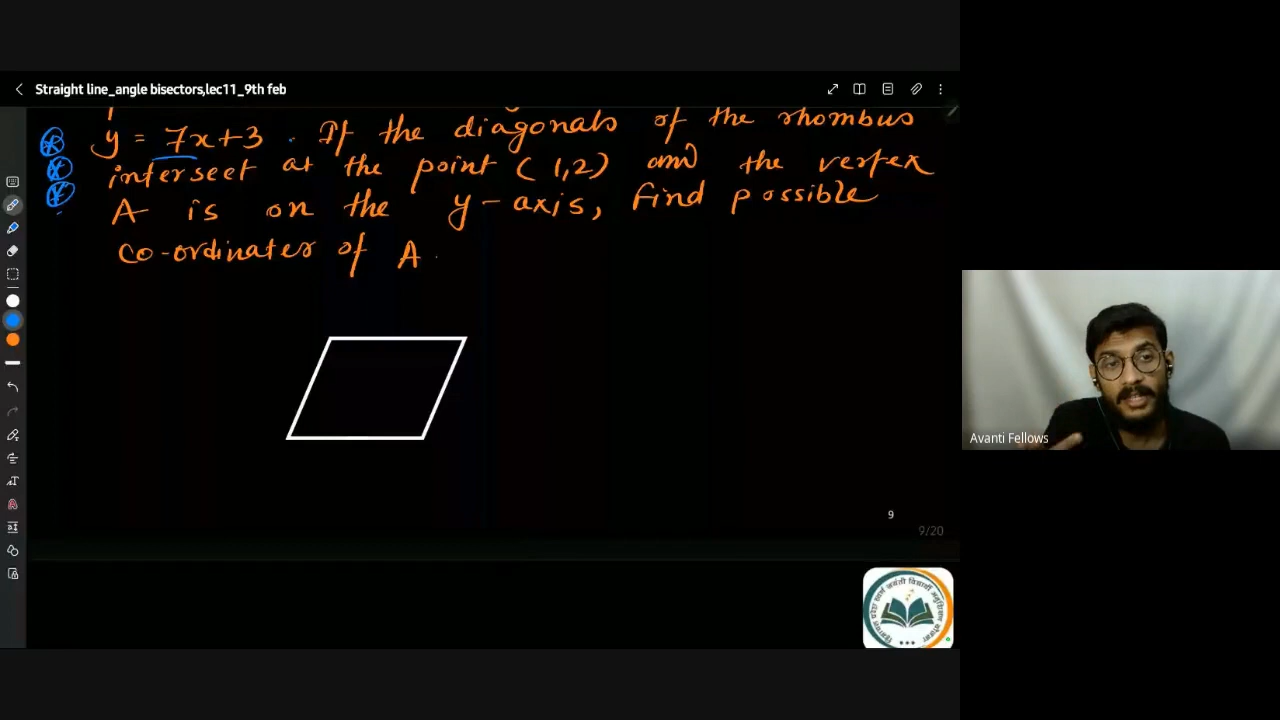 Straight line_angle bisectors,lec11_9th feb
y = 7x+3 . If the diagonals of the rhombus
interseet at the point (1,2) and the vertex
A is on the y-axis, Find possible
co-ordinates of A.
Avanti Fellows
9
9/20